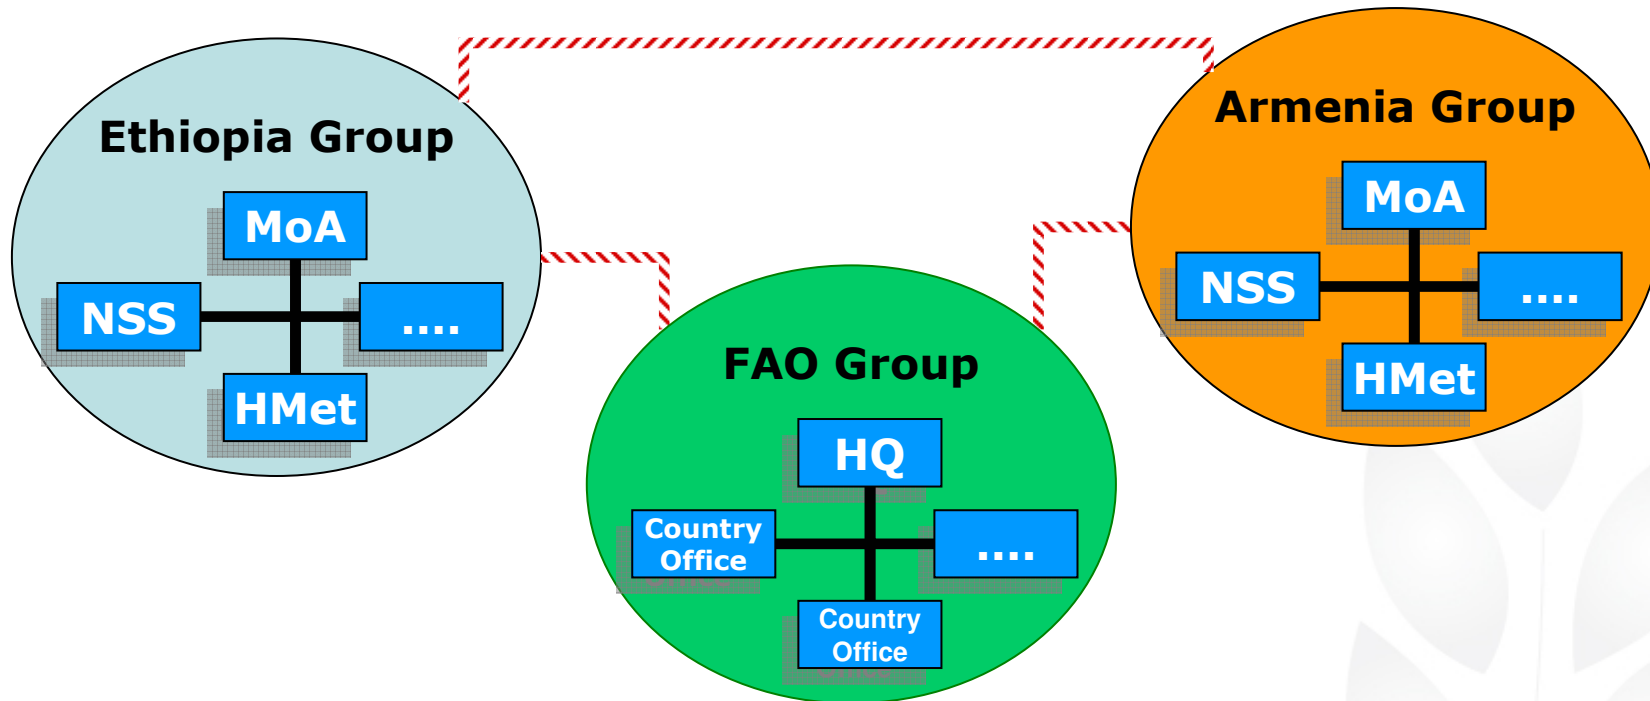 Ethiopia Group
MoA
NSS
....
HMet
Armenia Group
MoA
NSS
....
HMet
FAO Group
HQ
Country
Office
....
Country
Office